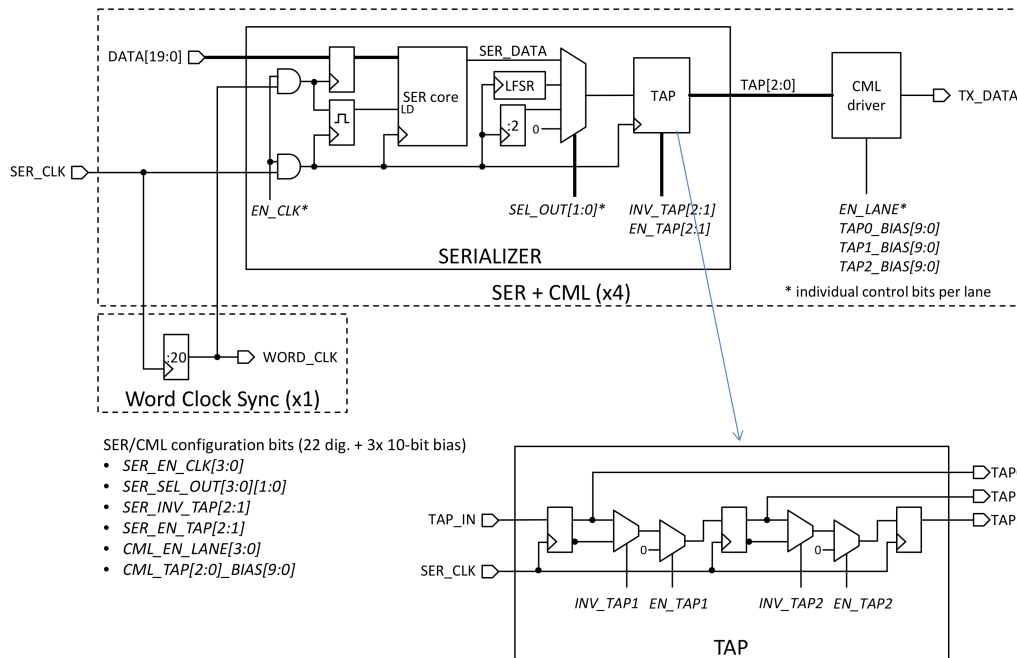 DATA[19:0]
SER_DATA
LFSR
SER core
LD
:2
0
TAP
TAP[2:0]
CML
driver
TX_DATA
SER_CLK
EN_CLK*
SEL_OUT[1:0]*
INV_TAP[2:1]
EN_TAP[2:1]
EN_LANE*
TAP0_BIAS[9:0]
TAP1_BIAS[9:0]
TAP2_BIAS[9:0]
SERIALIZER
SER + CML (x4)
* individual control bits per lane
:20
WORD_CLK
Word Clock Sync (x1)
SER/CML configuration bits (22 dig. + 3x 10-bit bias)
• SER_EN_CLK[3:0]
• SER_SEL_OUT[3:0][1:0]
• SER_INV_TAP[2:1]
• SER_EN_TAP[2:1]
• CML_EN_LANE[3:0]
• CML_TAP[2:0]_BIAS[9:0]
TAP
TAP
TAP
TAP_IN
0
0
SER_CLK
INV_TAP1 EN_TAP1 INV_TAP2 EN_TAP2
TAP